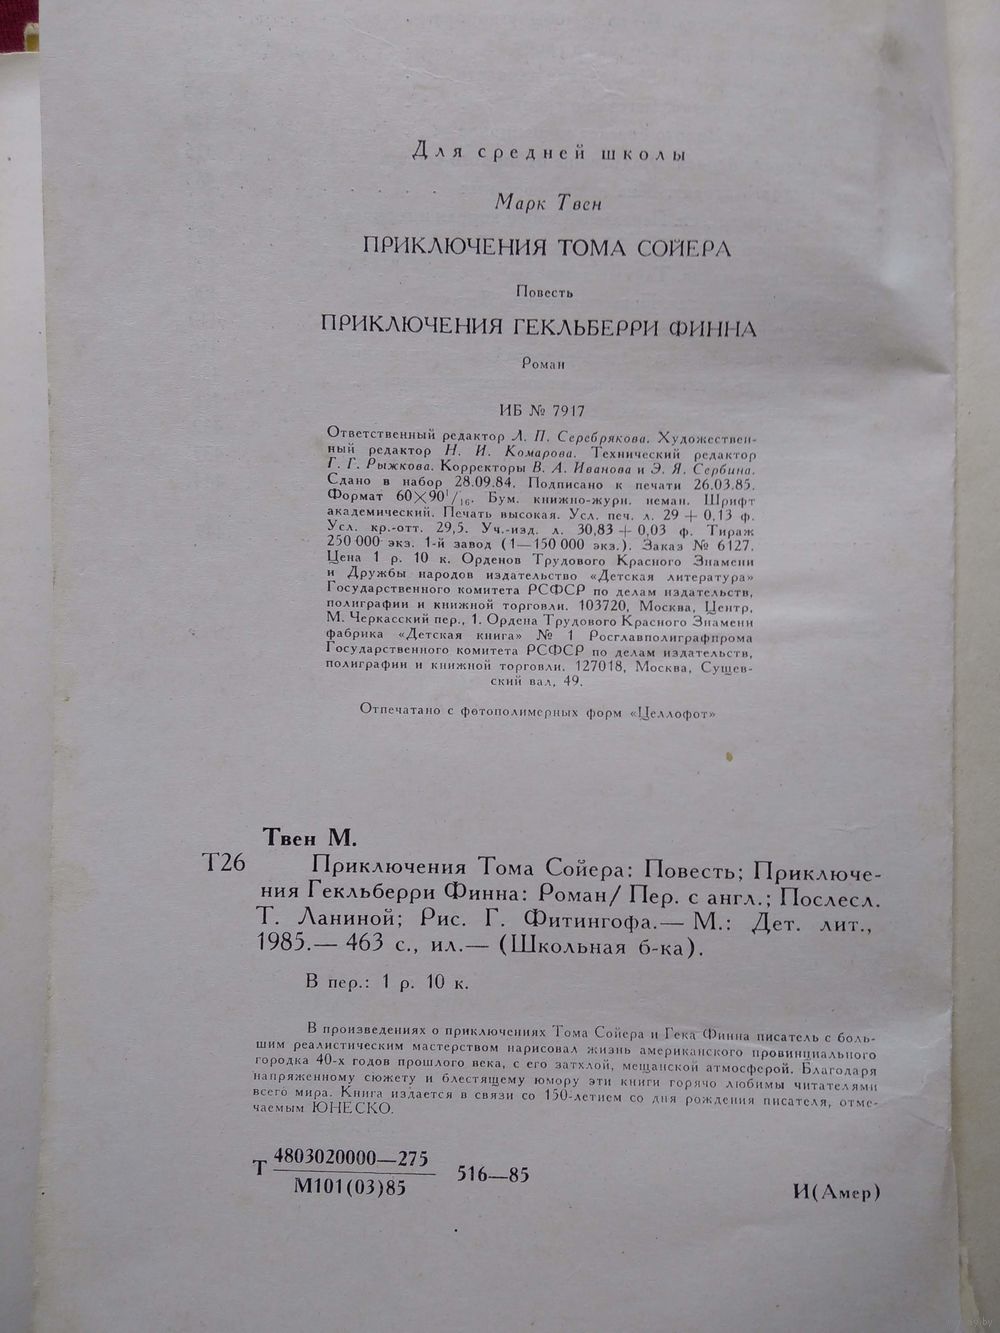 Для средней школы
Марк Твен
ПРИКЛЮЧЕНИЯ ТОМА СОЙЕРА
Повесть
ПРИКЛЮЧЕНИЯ ГЕКЛЬБЕРРИ ФИННА
Роман
ИБ № 7917
Ответственный редактор Л. П. Серебрякова. Художествен-
ный редактор Н. И. Комарова. Технический редактор
Г. Г. Рыжкова. Корректоры В. А. Иванова и Э. Я. Сербина.
Сдано в набор 28.09.84. Подписано к печати 26.03.85.
Формат 60×90¹/₁₆. Бум. книжно-журн. неман. Шрифт
академический. Печать высокая. Усл. печ. л. 29 + 0,13 ф.
Усл. кр.-отт. 29,5. Уч.-изд. л. 30,83 + 0,03 ф. Тираж
250 000 экз. 1-й завод (1—150 000 экз.). Заказ № 6127.
Цена 1 р. 10 к. Орденов Трудового Красного Знамени
и Дружбы народов издательство «Детская литература»
Государственного комитета РСФСР по делам издательств,
полиграфии и книжной торговли. 103720, Москва, Центр,
М. Черкасский пер., 1. Ордена Трудового Красного Знамени
фабрика «Детская книга» № 1 Росглавполиграфпрома
Государственного комитета РСФСР по делам издательств,
полиграфии и книжной торговли. 127018, Москва, Сущев-
ский вал, 49.
Отпечатано с фотополимерных форм «Целлофот»
Твен М.
Т26 Приключения Тома Сойера: Повесть; Приключе-
ния Гекльберри Финна: Роман/ Пер. с англ.; Послесл.
Т. Ланиной; Рис. Г. Фитингофа.— М.: Дет. лит.,
1985.— 463 с., ил.— (Школьная б-ка).
В пер.: 1 р. 10 к.
В произведениях о приключениях Тома Сойера и Гека Финна писатель с боль-
шим реалистическим мастерством нарисовал жизнь американского провинциального
городка 40-х годов прошлого века, с его затхлой, мещанской атмосферой. Благодаря
напряженному сюжету и блестящему юмору эти книги горячо любимы читателями
всего мира. Книга издается в связи со 150-летием со дня рождения писателя, отме-
чаемым ЮНЕСКО.
Т 4803020000—275 516—85
М101(03)85
И(Амер)